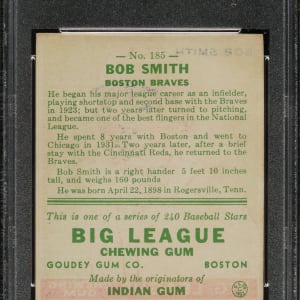 No. 185
BOB SMITH
BOSTON BRAVES
He began his major league career as an infielder,
playing shortstop and second base with the Braves
in 1923; but two years later turned to pitching,
and became one of the best flingers in the National
League.
He spent 8 years with Boston and went to
Chicago in 1931. Two years later, after a brief
stay with the Cincinnati Reds, he returned to the
Braves.
Bob Smith is a right hander 5 feet 10 inches
tall, and weighs 160 pounds
He was born April 22, 1898 in Rogersville, Tenn.
This is one of a series of 240 Baseball Stars
BIG LEAGUE
CHEWING GUM
GOUDEY GUM CO. BOSTON
Made by the originators of
INDIAN GUM